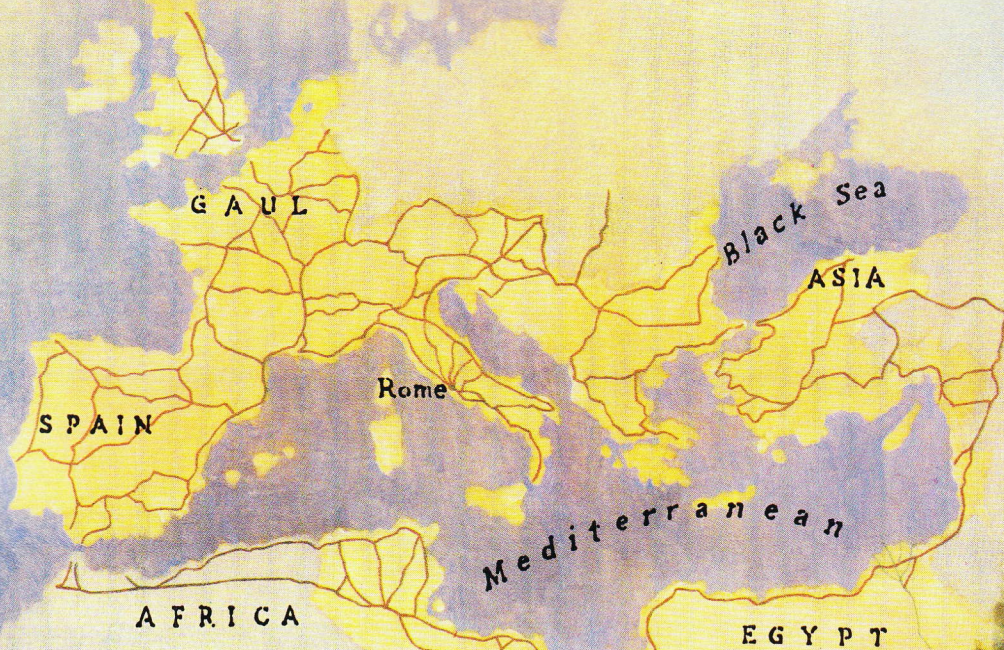 GAUL
Black Sea
ASIA
Rome
SPAIN
Mediterranean
AFRICA
EGYPT